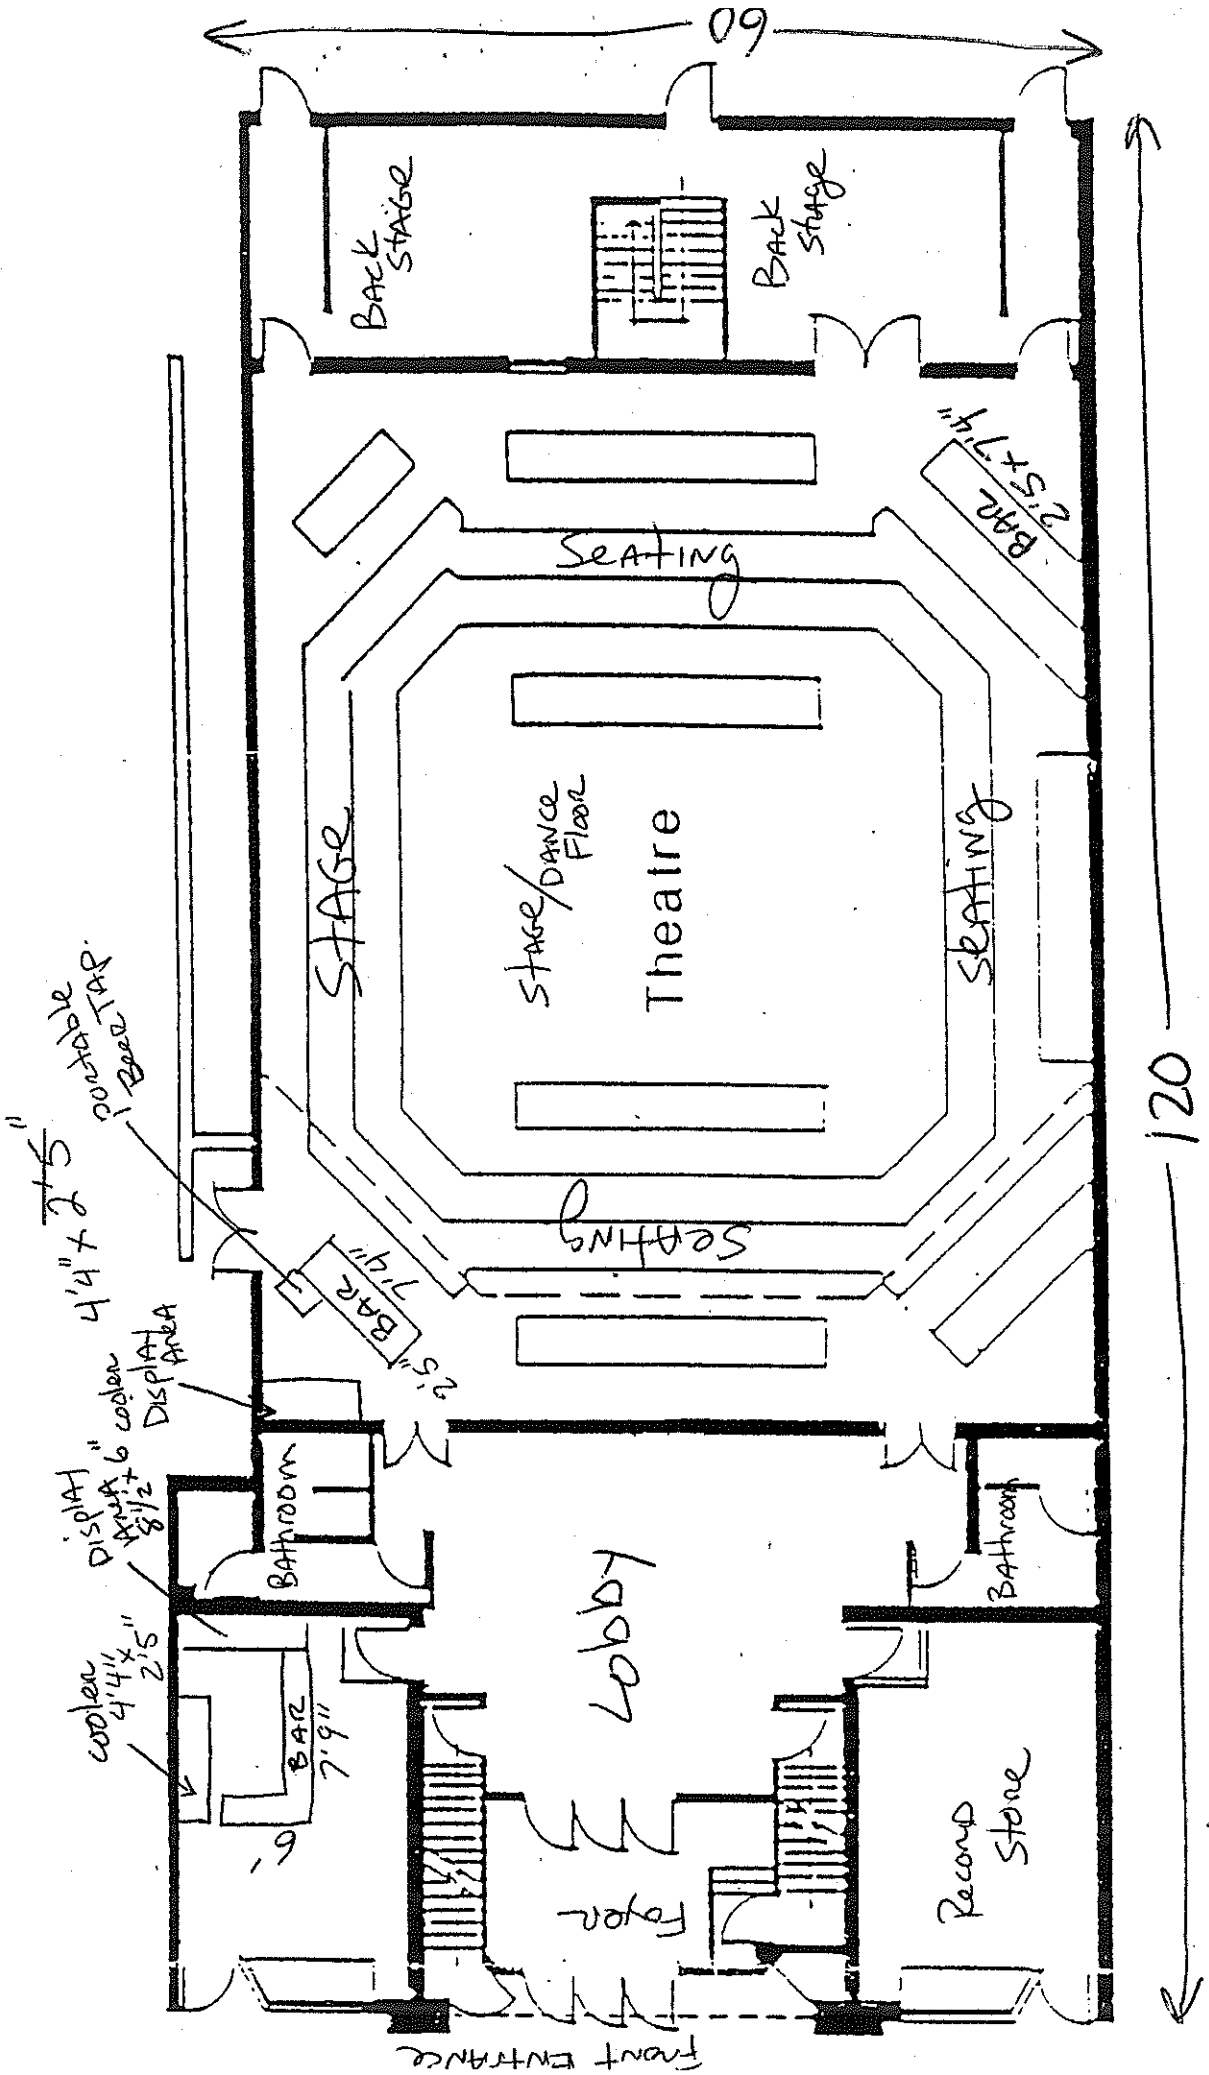 60
BACK
STAGE
BACK
Stage
SEATING
BAR
2'5" x 7'4"
STAGE
Stage/DANCE
Floor
Theatre
SEATING
120
portable
1 Beer TAP.
4'4" x 2'5"
SEATING
BAR
7'4"
2'5"
cooler
DISPLAY
AREA
DISPLAY
AREA
8 1/2 x 6"
BAthroom
BAthroom
LobbY
cooler
4'4" x
2'5"
BAR
7'9"
6'
Foyer
Record
Store
FRONT ENTRANCE